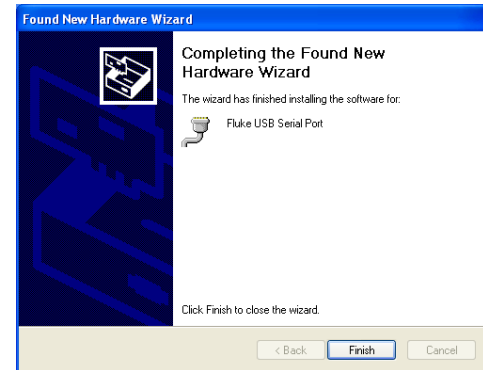 Found New Hardware Wizard
Completing the Found New
Hardware Wizard
The wizard has finished installing the software for:
Fluke USB Serial Port
Click Finish to close the wizard.
< Back
Finish
Cancel